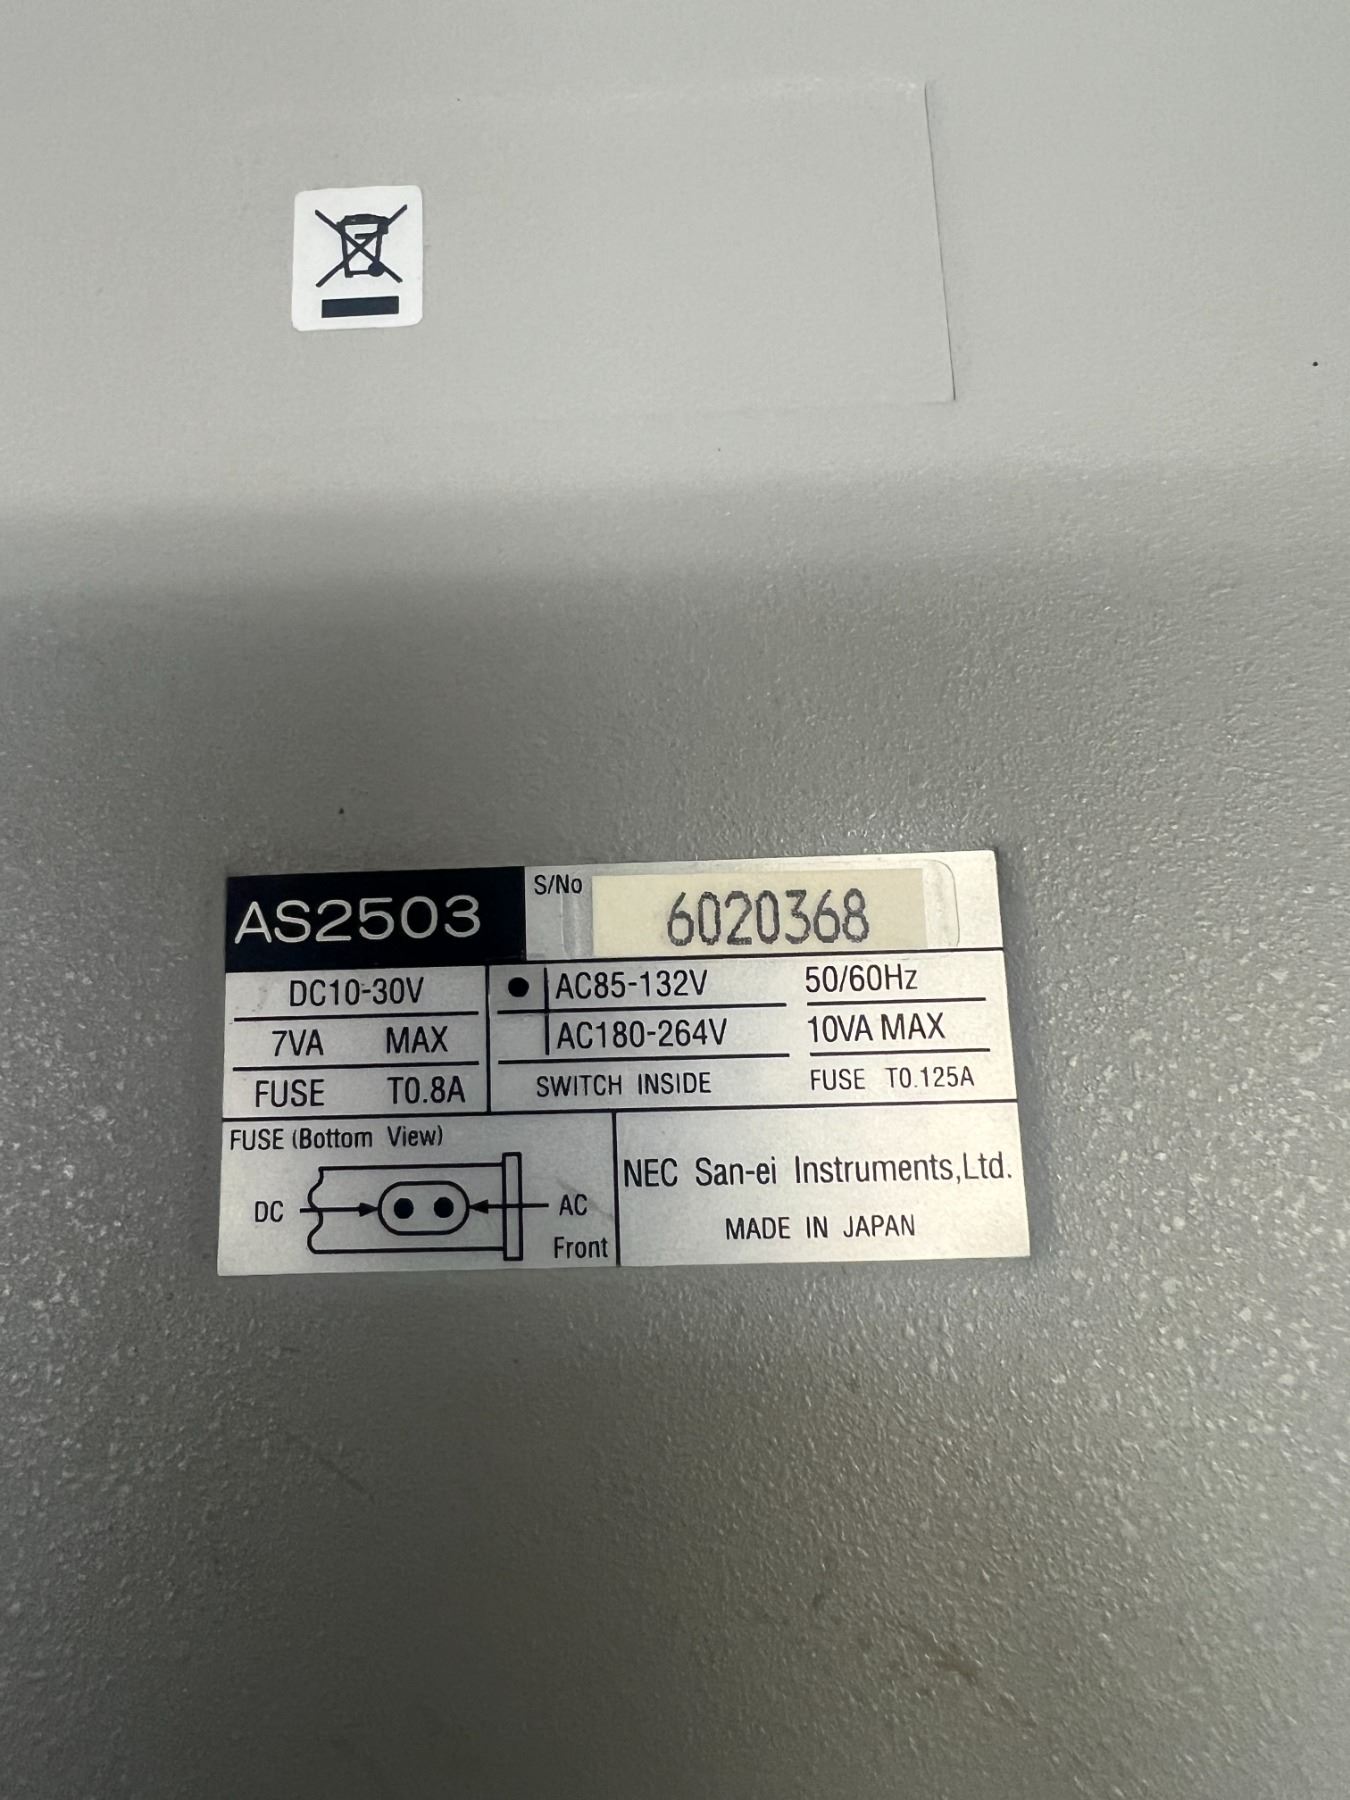 AS2503
S/No 6020368
DC10-30V
7VA MAX
FUSE T0.8A
AC85-132V 50/60Hz
AC180-264V 10VA MAX
SWITCH INSIDE FUSE T0.125A
FUSE (Bottom View)
DC AC
Front
NEC San-ei Instruments,Ltd.
MADE IN JAPAN